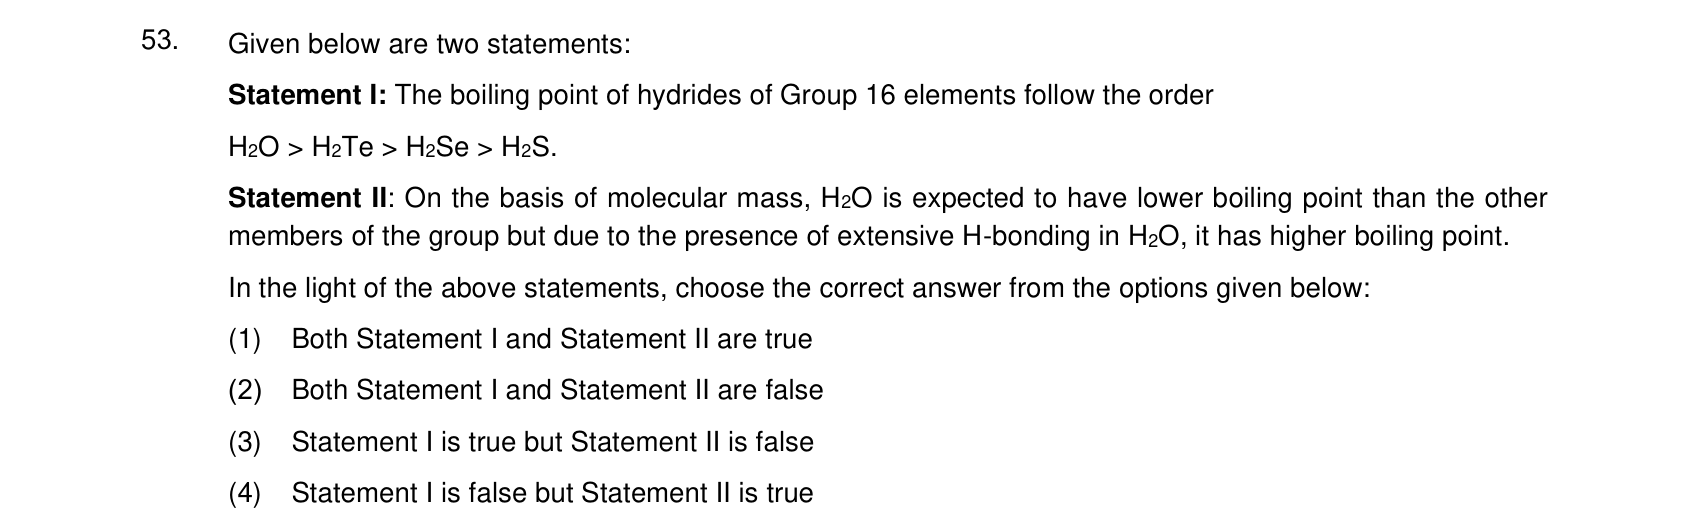 53. Given below are two statements:
Statement I: The boiling point of hydrides of Group 16 elements follow the order
H₂O > H₂Te > H₂Se > H₂S.
Statement II: On the basis of molecular mass, H₂O is expected to have lower boiling point than the other
members of the group but due to the presence of extensive H-bonding in H₂O, it has higher boiling point.
In the light of the above statements, choose the correct answer from the options given below:
(1) Both Statement I and Statement II are true
(2) Both Statement I and Statement II are false
(3) Statement I is true but Statement II is false
(4) Statement I is false but Statement II is true